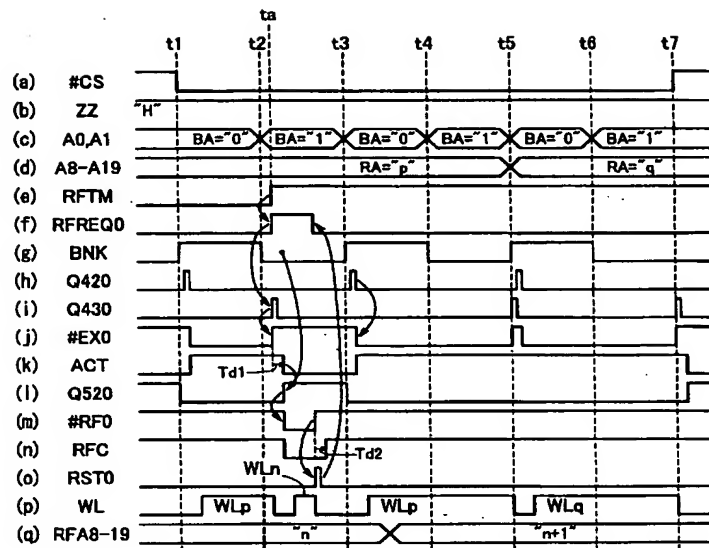 ta
t1 t2 t3 t4 t5 t6 t7
(a) #CS
(b) ZZ "H"
(c) A0,A1 BA="0" BA="1" BA="0" BA="1" BA="0" BA="1"
(d) A8-A19 RA="p" RA="q"
(e) RFTM
(f) RFREQ0
(g) BNK
(h) Q420
(i) Q430
(j) #EX0
(k) ACT Td1
(l) Q520
(m) #RF0
(n) RFC Td2
(o) RST0 WLn
(p) WL WLp WLp WLq
(q) RFA8-19 "n" "n+1"